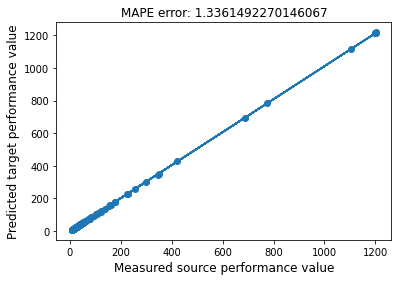 MAPE error: 1.3361492270146067
1200
1000
800
600
400
200
0
Predicted target performance value
0 200 400 600 800 1000 1200
Measured source performance value